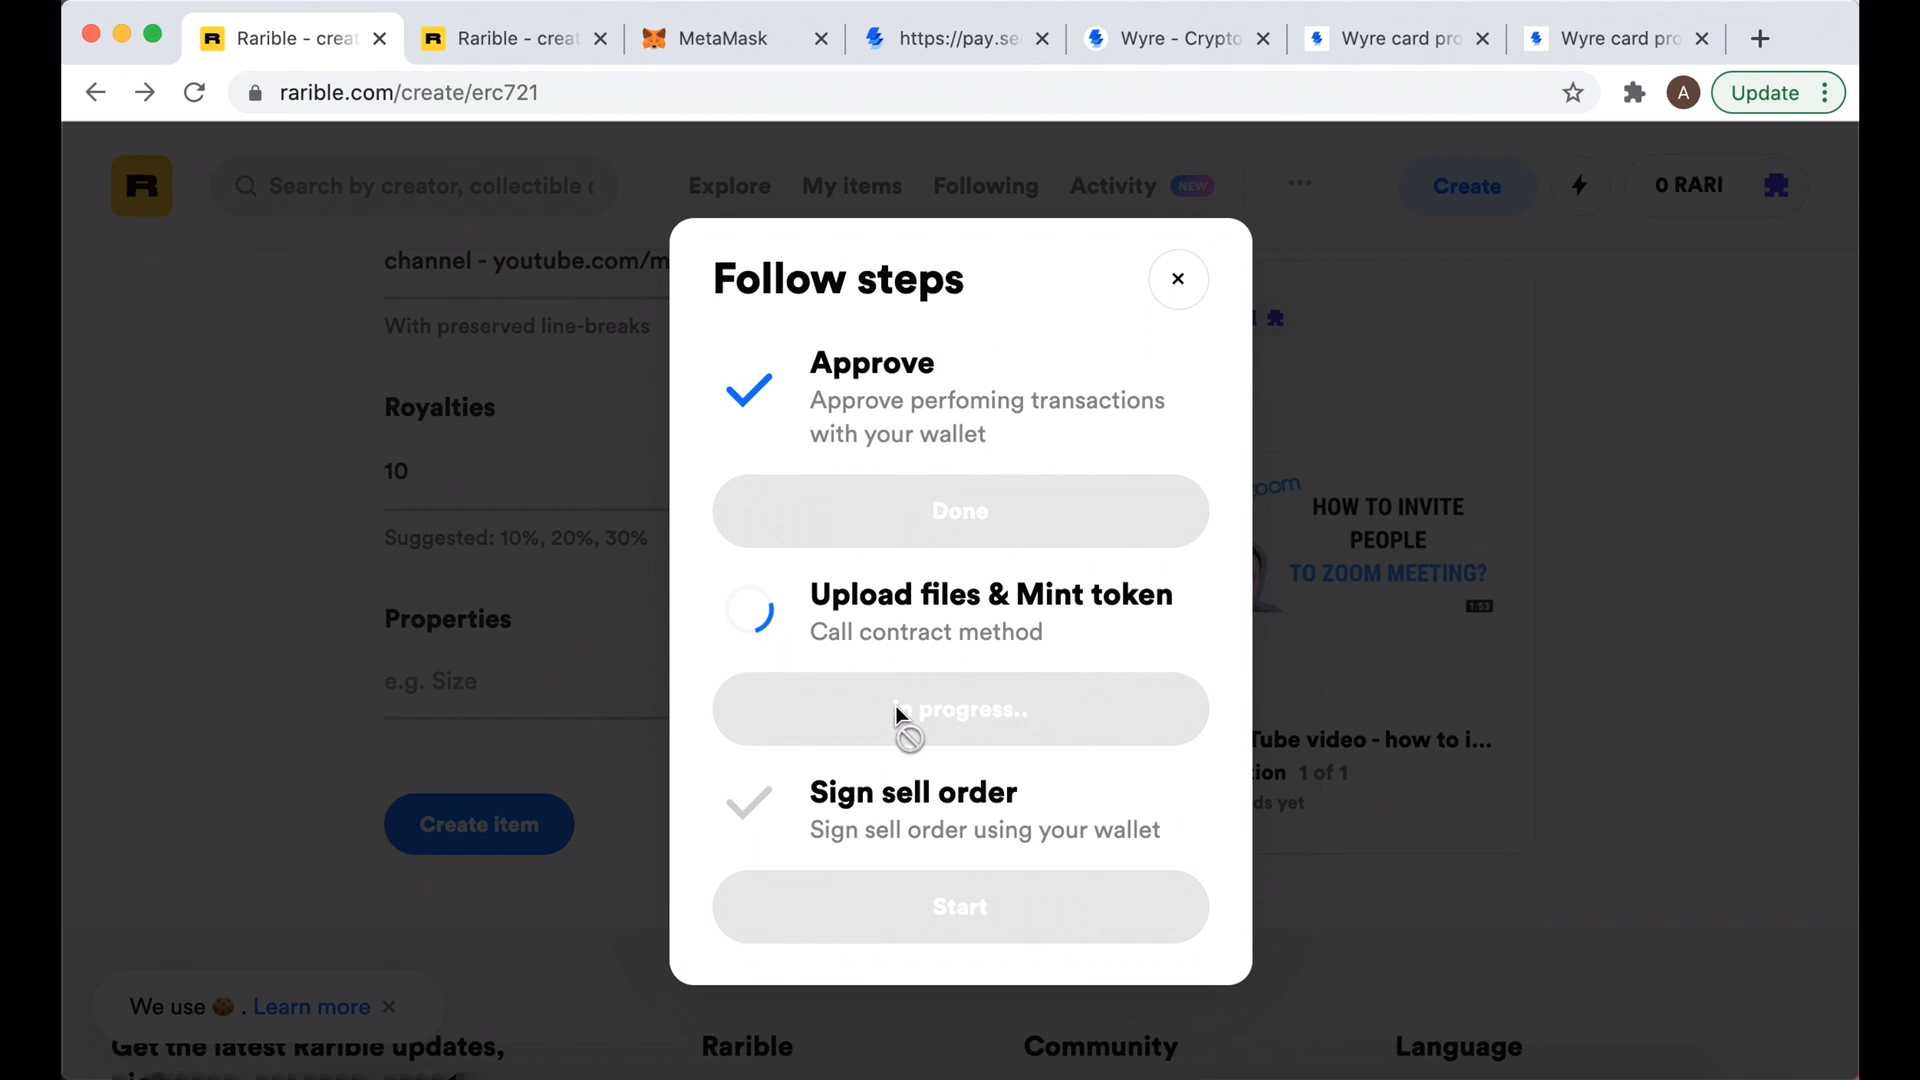 Rarible - creat
Rarible - creat
MetaMask
https://pay.se
Wyre - Crypto
Wyre card pro
Wyre card pro
rarible.com/create/erc721
A
Update
R
Search by creator, collectible
Explore
My items
Following
Activity
NEW
Create
0 RARI
channel - youtube.com/m
With preserved line-breaks
Royalties
10
Suggested: 10%, 20%, 30%
Properties
e.g. Size
Create item
Follow steps
Approve
Approve perfoming transactions
with your wallet
Done
Upload files & Mint token
Call contract method
progress..
Sign sell order
Sign sell order using your wallet
Start
zoom
HOW TO INVITE
PEOPLE
TO ZOOM MEETING?
1:53
Tube video - how to i...
ion 1 of 1
ds yet
We use 🍪 . Learn more
Get the latest Rarible updates,
Rarible
Community
Language